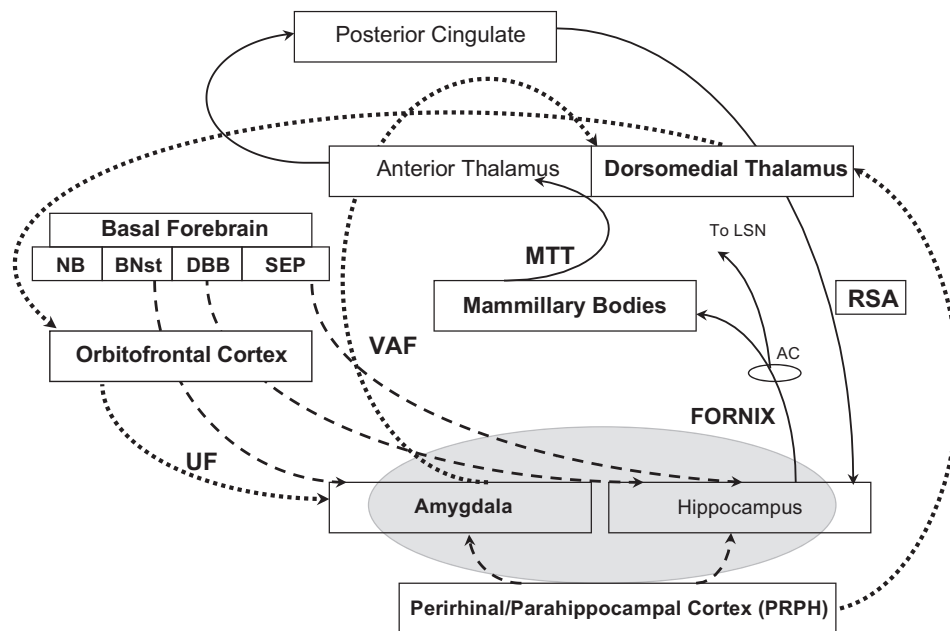 Posterior Cingulate
Anterior Thalamus
Dorsomedial Thalamus
Basal Forebrain
NB
BNst
DBB
SEP
To LSN
MTT
Mammillary Bodies
RSA
Orbitofrontal Cortex
VAF
AC
FORNIX
UF
Amygdala
Hippocampus
Perirhinal/Parahippocampal Cortex (PRPH)